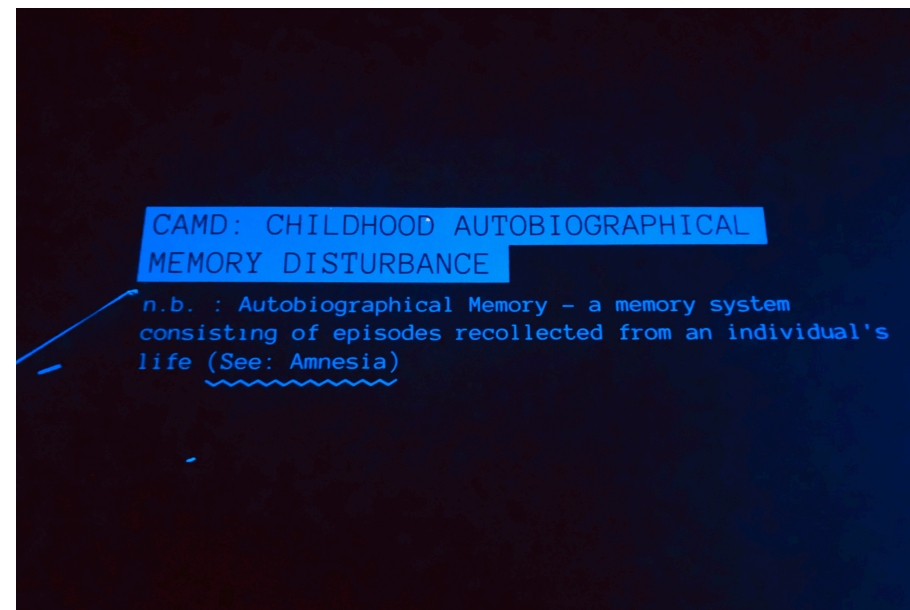 CAMD: CHILDHOOD AUTOBIOGRAPHICAL
MEMORY DISTURBANCE
n.b. : Autobiographical Memory – a memory system
consisting of episodes recollected from an individual's
life (See: Amnesia)